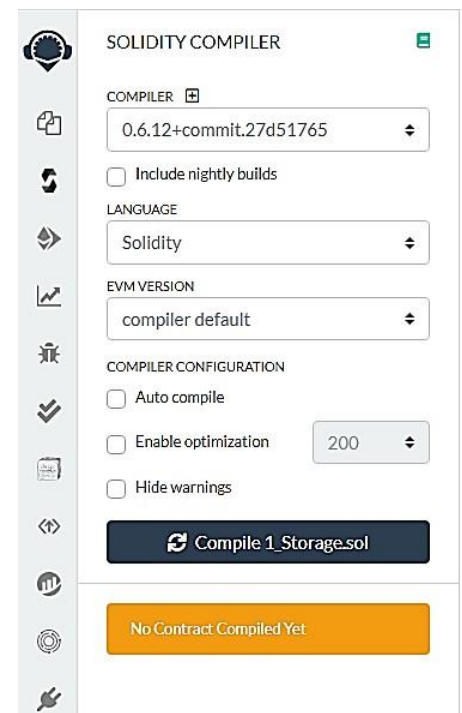 SOLIDITY COMPILER
COMPILER
0.6.12+commit.27d51765
Include nightly builds
LANGUAGE
Solidity
EVM VERSION
compiler default
COMPILER CONFIGURATION
Auto compile
Enable optimization 200
Hide warnings
Compile 1_Storage.sol
No Contract Compiled Yet